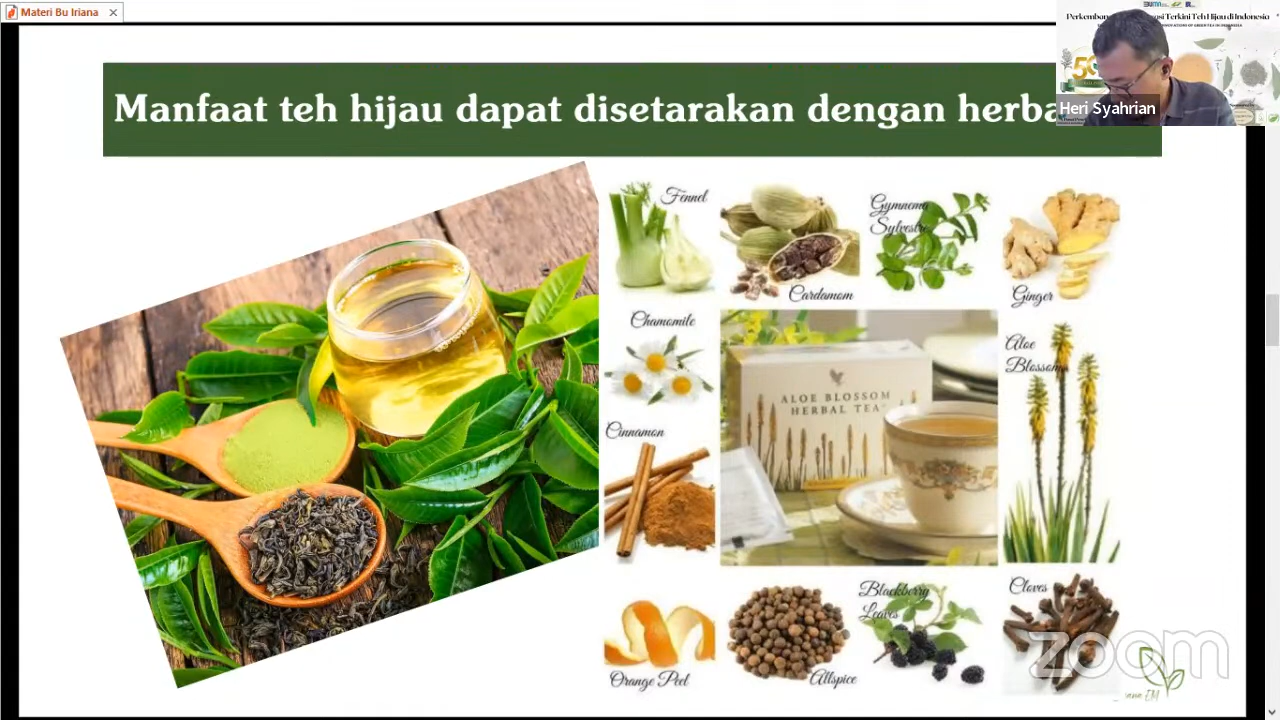 Materi Bu Iriana
Manfaat teh hijau dapat disetarakan dengan
Heri Syahrian
Fennel
Cardamom
Gymnema
Sylvestre
Ginger
Chamomile
Aloe
Blossom
ALOE BLOSSOM
HERBAL TEA
Cinnamon
Orange Peel
Allspice
Blackberry
Leaves
Cloves
zoom